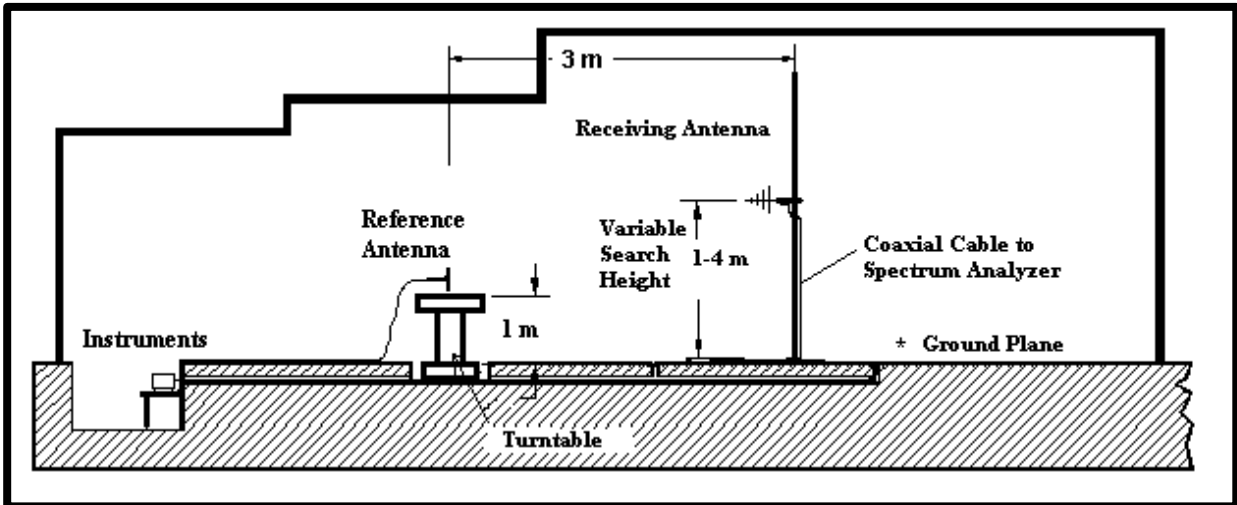 3 m
Receiving Antenna
Reference
Antenna
Variable
Search
Height
1-4 m
Coaxial Cable to
Spectrum Analyzer
1 m
Instruments
* Ground Plane
Turntable